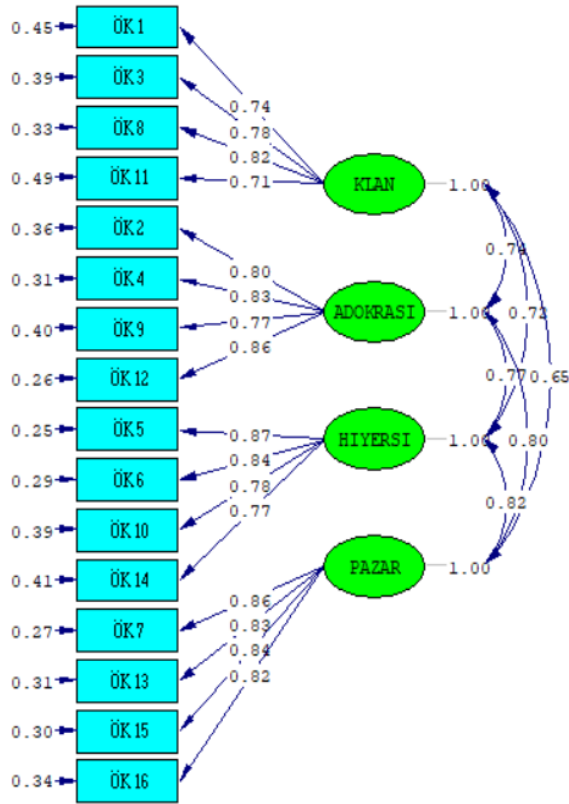 0.45 ÖK1
0.39 ÖK3
0.33 ÖK8
0.49 ÖK11
0.36 ÖK2
0.31 ÖK4
0.40 ÖK9
0.26 ÖK12
0.25 ÖK5
0.29 ÖK6
0.39 ÖK10
0.41 ÖK14
0.27 ÖK7
0.31 ÖK13
0.30 ÖK15
0.34 ÖK16
0.74
0.78
0.82
0.71
0.80
0.83
0.77
0.86
0.87
0.84
0.78
0.77
0.86
0.83
0.84
0.82
KLAN 1.00
ADOKRASI 1.00
HIYERSI 1.00
PAZAR 1.00
0.74
0.77 0.65
0.80
0.82